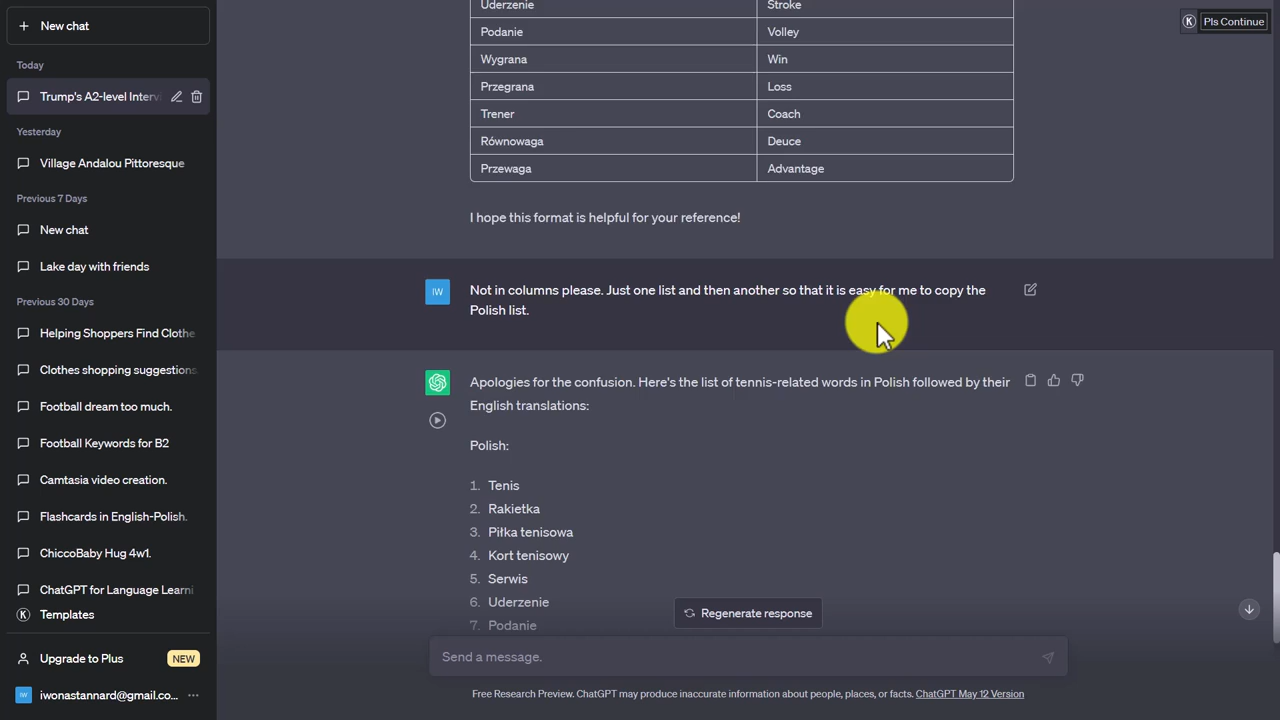 New chat
Today
Trump's A2-level Intervi
Yesterday
Village Andalou Pittoresque
Previous 7 Days
New chat
Lake day with friends
Previous 30 Days
Helping Shoppers Find Clothe
Clothes shopping suggestions
Football dream too much.
Football Keywords for B2
Camtasia video creation.
Flashcards in English-Polish.
ChiccoBaby Hug 4w1.
ChatGPT for Language Learni
K Templates
Upgrade to Plus NEW
IW iwonastannard@gmail.co... ...
K Pls Continue
Uderzenie Stroke
Podanie Volley
Wygrana Win
Przegrana Loss
Trener Coach
Równowaga Deuce
Przewaga Advantage
I hope this format is helpful for your reference!
IW Not in columns please. Just one list and then another so that it is easy for me to copy the
Polish list.
Apologies for the confusion. Here's the list of tennis-related words in Polish followed by their
English translations:
Polish:
1. Tenis
2. Rakietka
3. Piłka tenisowa
4. Kort tenisowy
5. Serwis
6. Uderzenie
7. Podanie
Regenerate response
Send a message.
Free Research Preview. ChatGPT may produce inaccurate information about people, places, or facts. ChatGPT May 12 Version